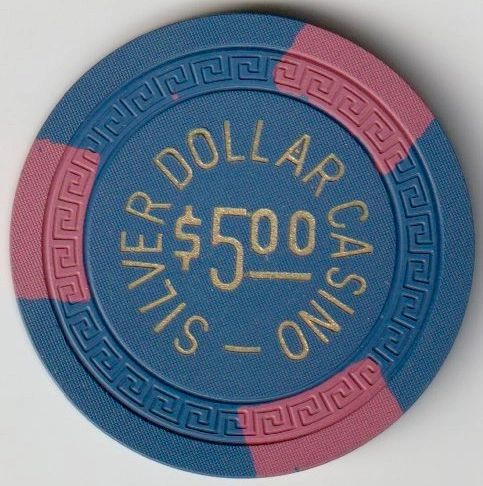 SILVER DOLLAR CASINO —
$5.00